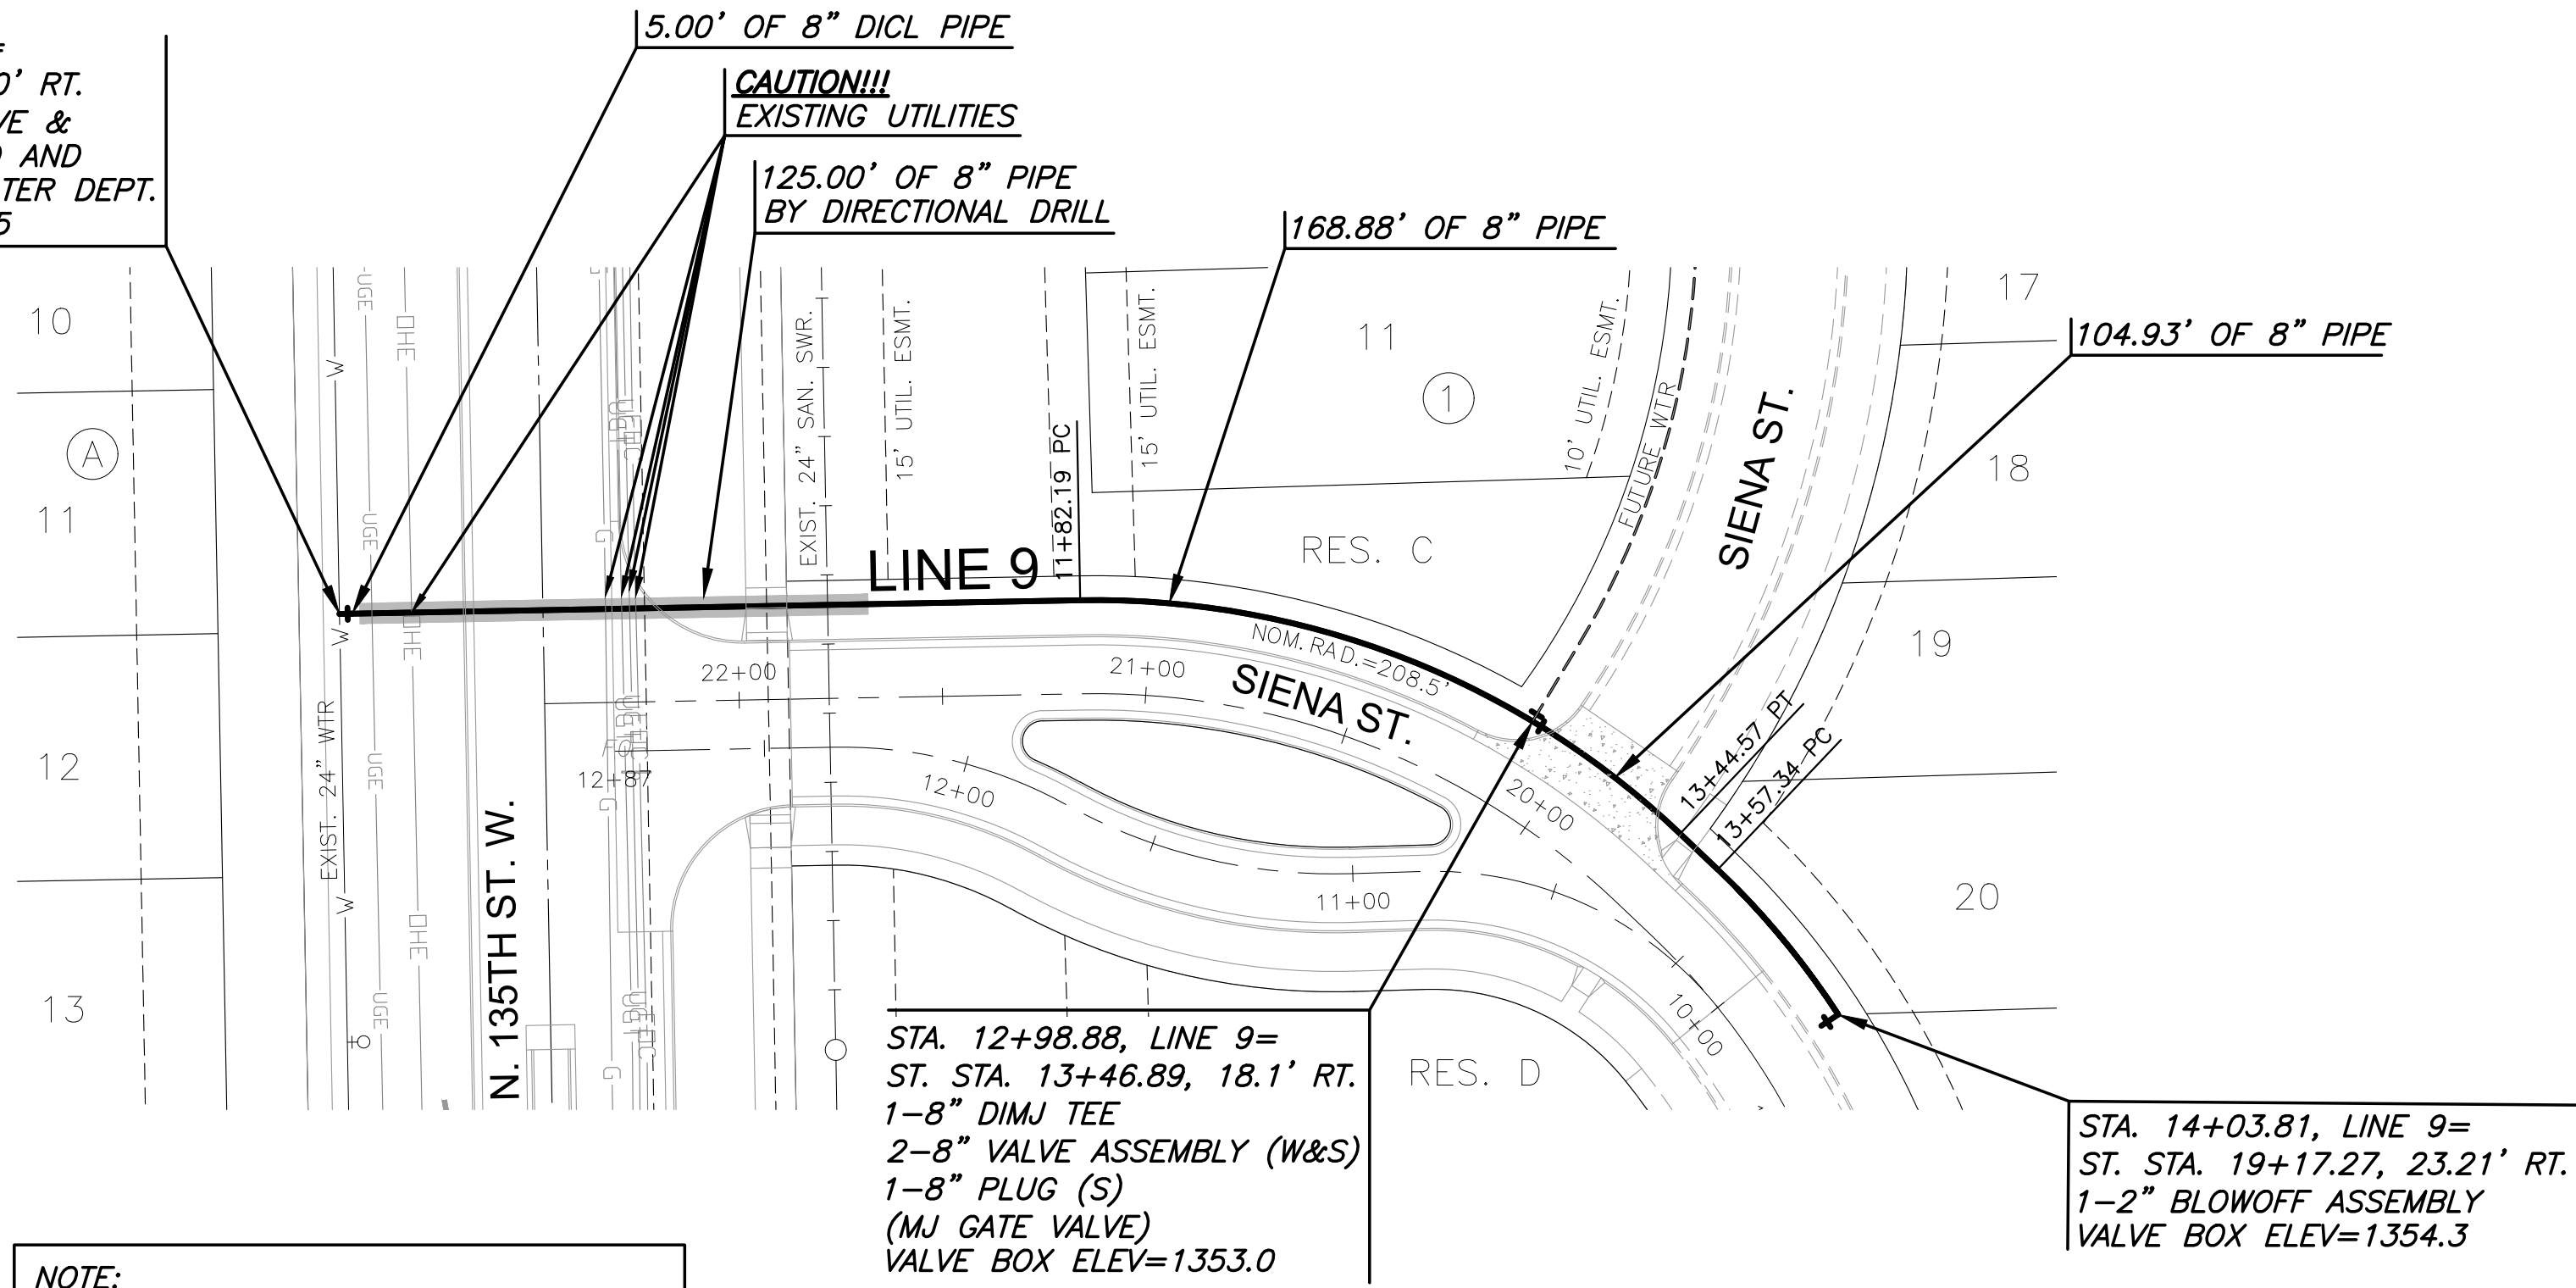 0' RT.
VE &
AND
TER DEPT.
5
5.00' OF 8" DICL PIPE
CAUTION!!!
EXISTING UTILITIES
125.00' OF 8" PIPE
BY DIRECTIONAL DRILL
168.88' OF 8" PIPE
104.93' OF 8" PIPE
10
11
12
13
A
W
W
W
EXIST. 24" WTR
UGE
UGE
UGE
UGE
OHE
OHE
OHE
N. 135TH ST. W.
G
G
G
12+87
EXIST. 24" SAN. SWR.
15' UTIL. ESMT.
11+82.19 PC
15' UTIL. ESMT.
LINE 9
11
1
10' UTIL. ESMT.
FUTURE WTR
SIENA ST.
RES. C
17
18
19
20
NOM. RAD.=208.5'
SIENA ST.
22+00
21+00
20+00
12+00
11+00
10+00
13+44.57 PT
13+57.34 PC
RES. D
STA. 12+98.88, LINE 9=
ST. STA. 13+46.89, 18.1' RT.
1-8" DIMJ TEE
2-8" VALVE ASSEMBLY (W&S)
1-8" PLUG (S)
(MJ GATE VALVE)
VALVE BOX ELEV=1353.0
STA. 14+03.81, LINE 9=
ST. STA. 19+17.27, 23.21' RT.
1-2" BLOWOFF ASSEMBLY
VALVE BOX ELEV=1354.3
NOTE: